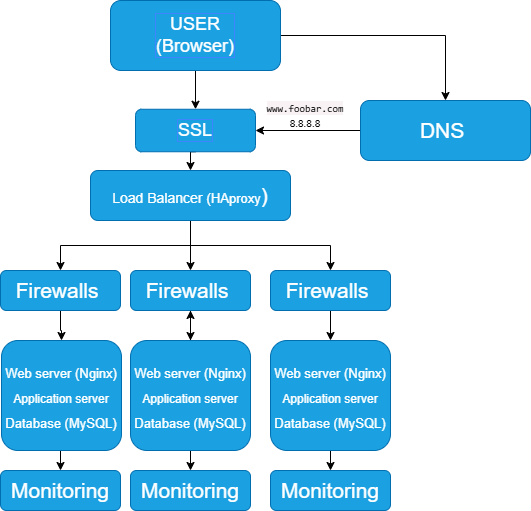 USER
(Browser)
www.foobar.com
8.8.8.8
SSL
DNS
Load Balancer (HAproxy)
Firewalls
Firewalls
Firewalls
Web server (Nginx)
Application server
Database (MySQL)
Web server (Nginx)
Application server
Database (MySQL)
Web server (Nginx)
Application server
Database (MySQL)
Monitoring
Monitoring
Monitoring